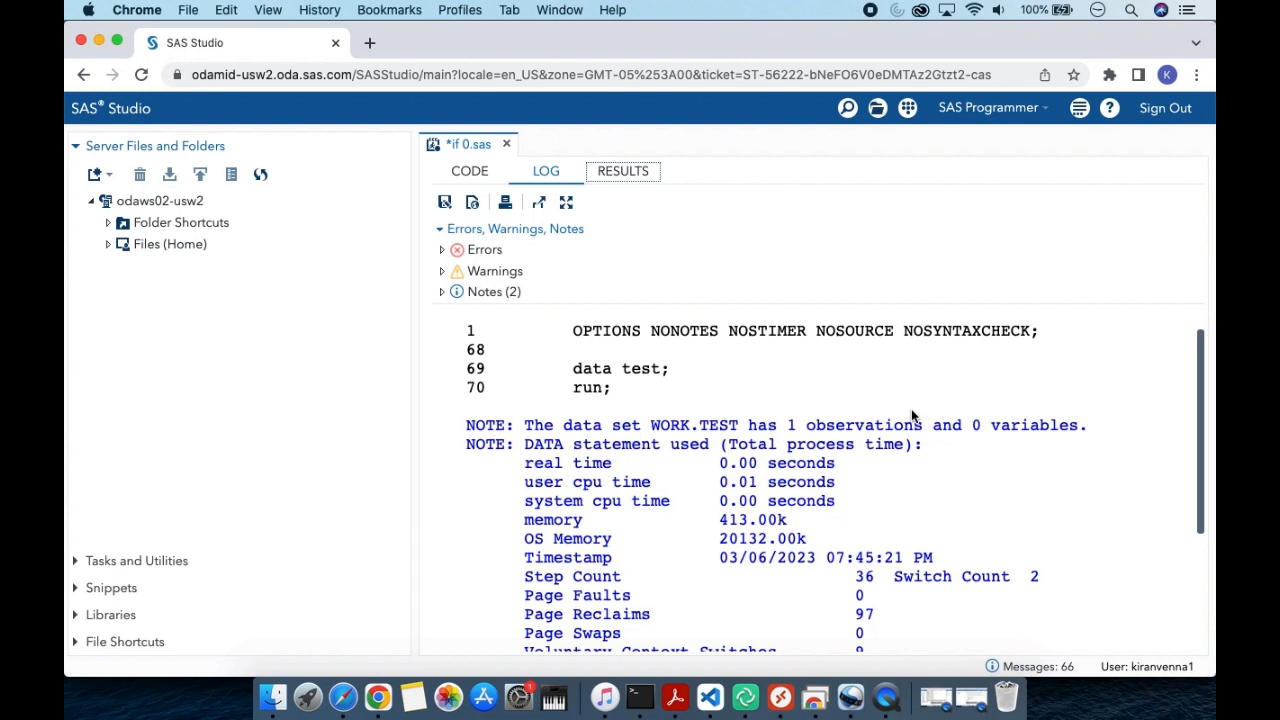 Chrome File Edit View History Bookmarks Profiles Tab Window Help 100%
SAS Studio
odamid-usw2.oda.sas.com/SASStudio/main?locale=en_US&zone=GMT-05%253A00&ticket=ST-56222-bNeFO6V0eDMTAz2Gtzt2-cas K
SAS® Studio SAS Programmer Sign Out
Server Files and Folders
*if 0.sas
CODE LOG RESULTS
odaws02-usw2
Folder Shortcuts
Files (Home)
Errors, Warnings, Notes
Errors
Warnings
Notes (2)
1 OPTIONS NONOTES NOSTIMER NOSOURCE NOSYNTAXCHECK;
68
69 data test;
70 run;
NOTE: The data set WORK.TEST has 1 observations and 0 variables.
NOTE: DATA statement used (Total process time):
real time 0.00 seconds
user cpu time 0.01 seconds
system cpu time 0.00 seconds
memory 413.00k
OS Memory 20132.00k
Timestamp 03/06/2023 07:45:21 PM
Step Count 36 Switch Count 2
Page Faults 0
Page Reclaims 97
Page Swaps 0
Voluntary Context Switches 9
Tasks and Utilities
Snippets
Libraries
File Shortcuts
Messages: 66 User: kiranvenna1
1